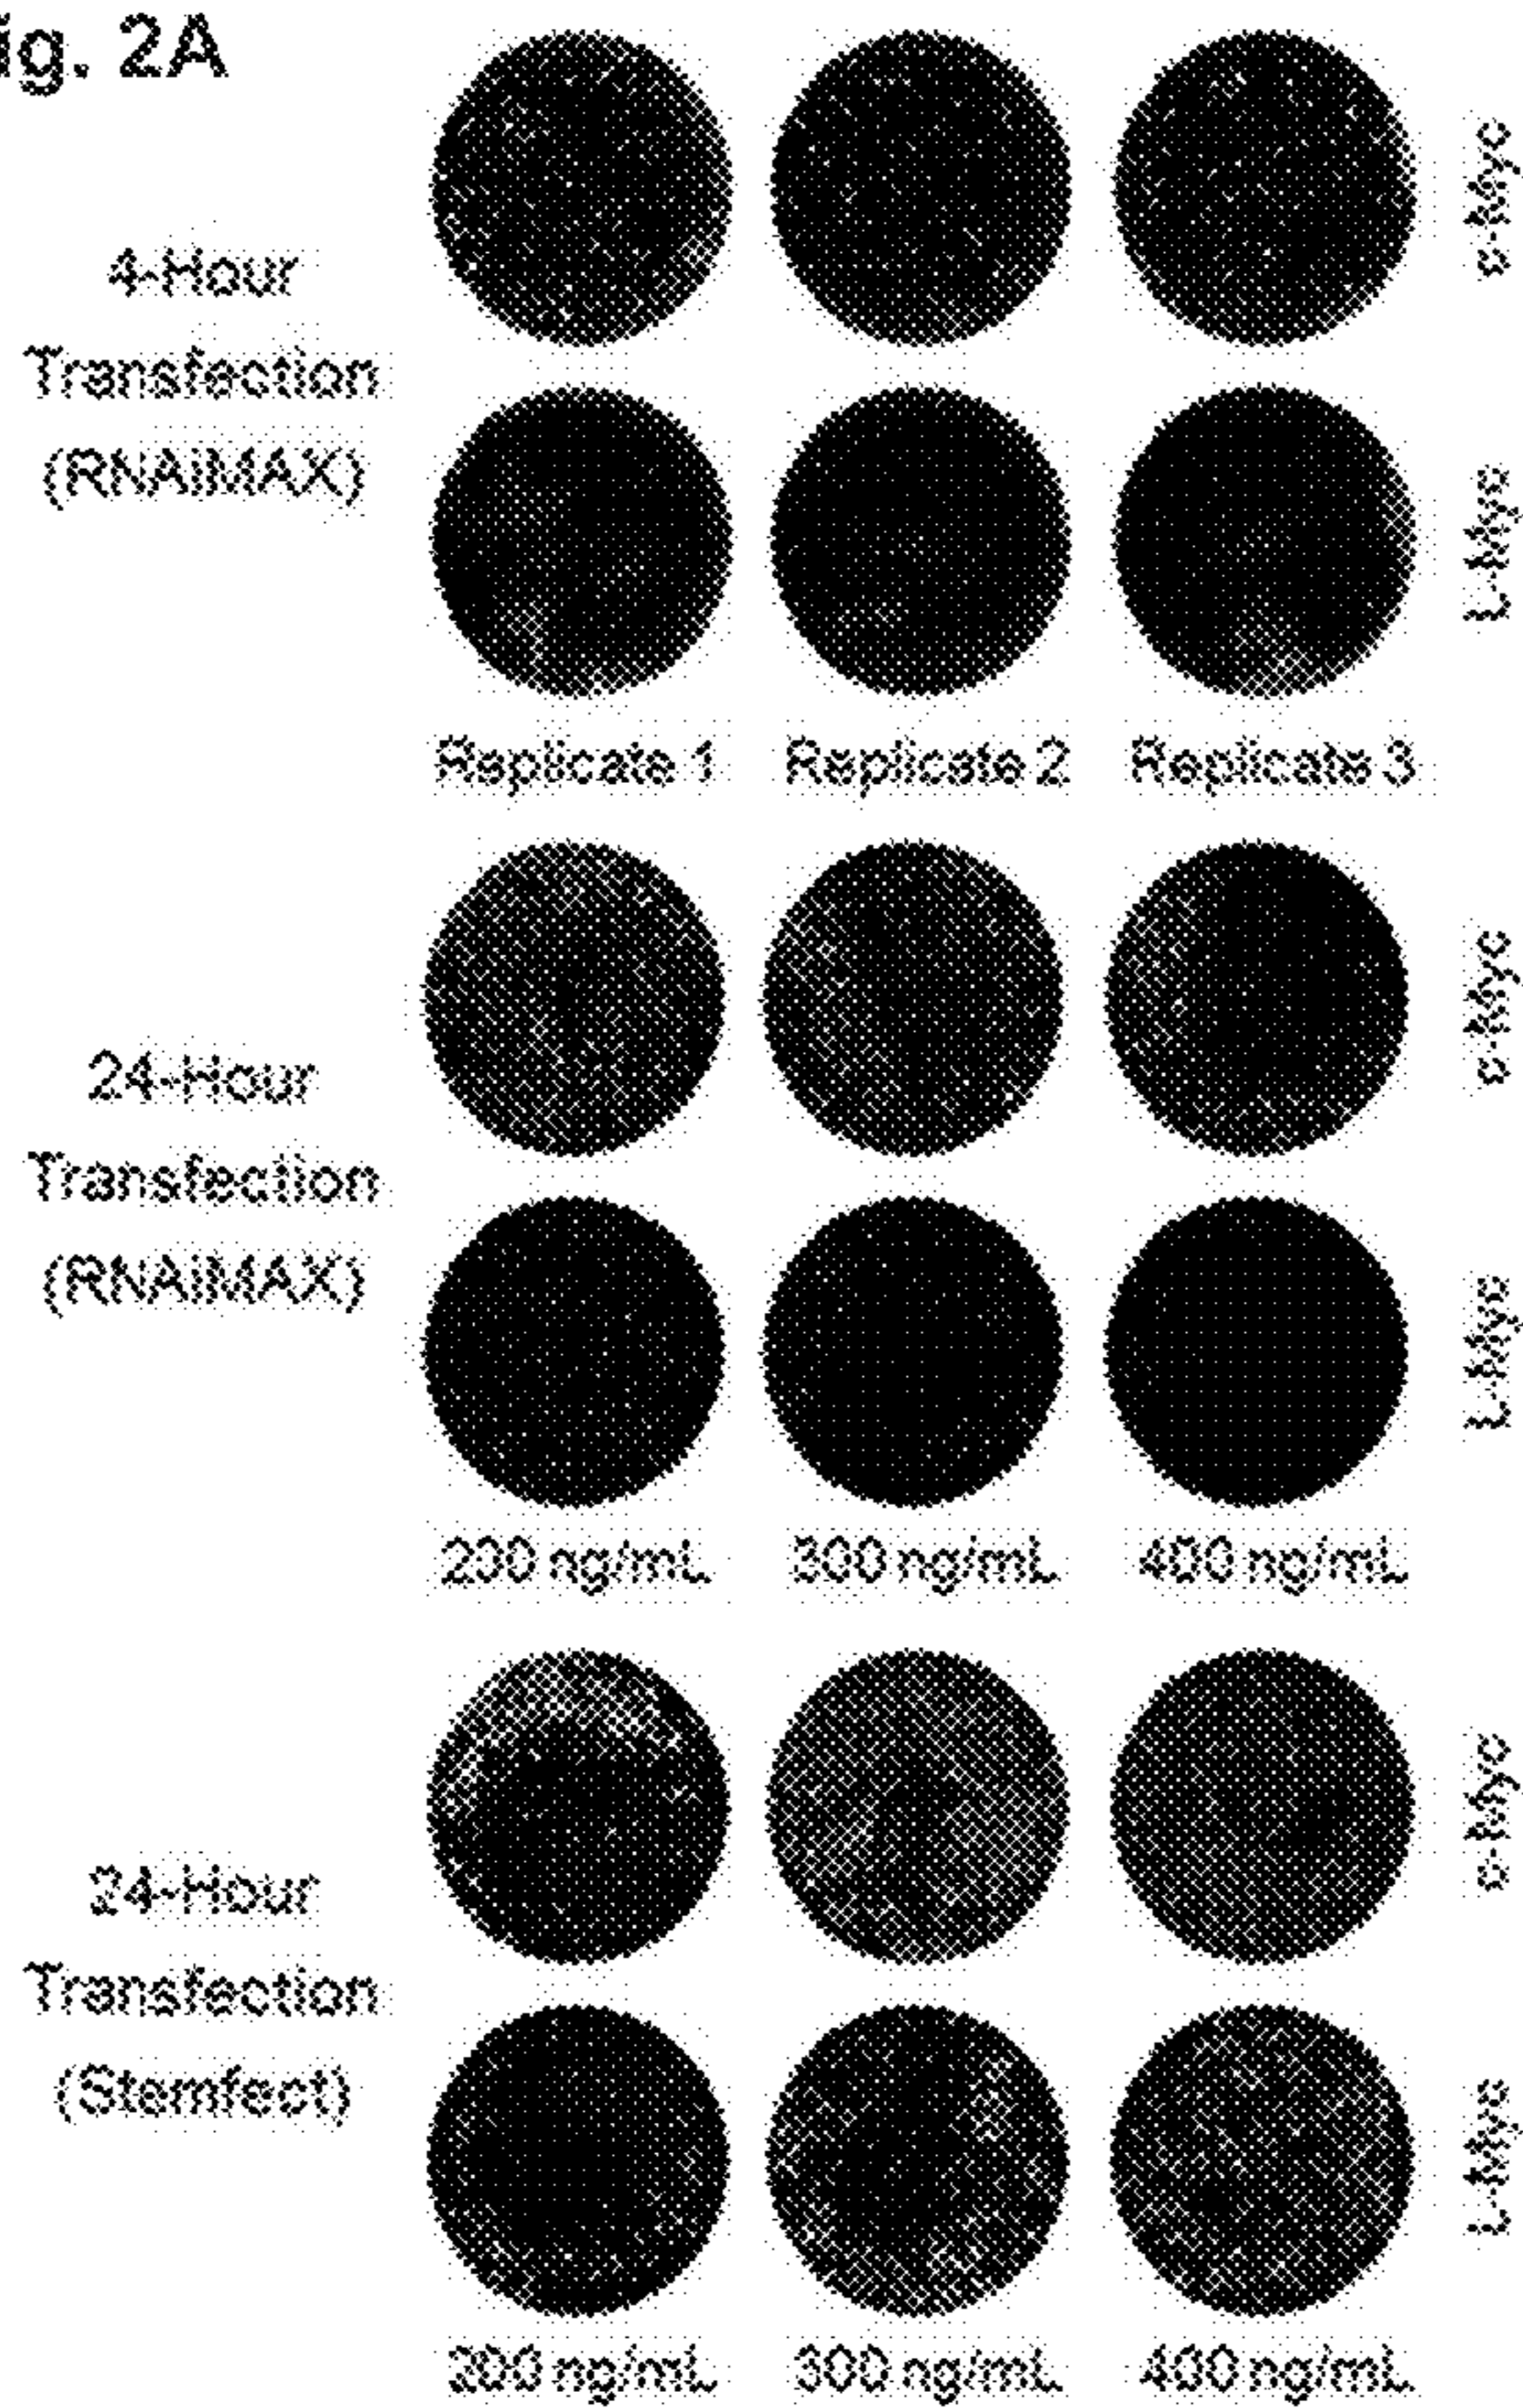 ig. 2A
c-Myc
4-Hour
Transfection
(RNAiMAX)
L-Myc
Replicate 1 Replicate 2 Replicate 3
c-Myc
24-Hour
Transfection
(RNAiMAX)
L-Myc
200 ng/mL 300 ng/mL 400 ng/mL
c-Myc
24-Hour
Transfection
(Stemfect)
L-Myc
200 ng/mL 300 ng/mL 400 ng/mL